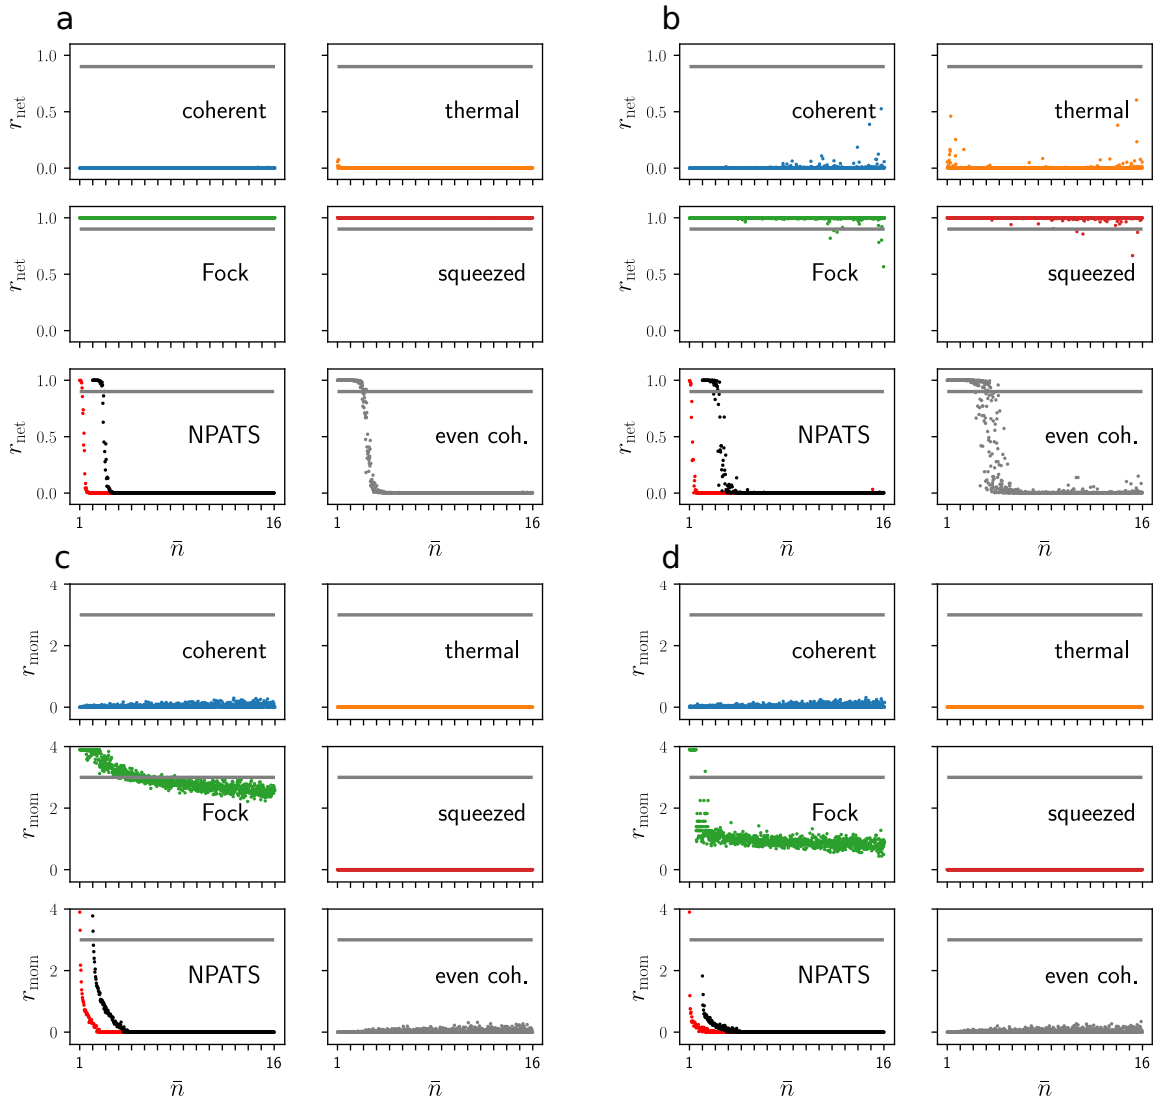 a
b
1.0
0.5
0.0
r_net
coherent
thermal
1.0
0.5
0.0
r_net
coherent
thermal
1.0
0.5
0.0
r_net
Fock
squeezed
1.0
0.5
0.0
r_net
Fock
squeezed
1.0
0.5
0.0
r_net
NPATS
even coh.
1.0
0.5
0.0
r_net
NPATS
even coh.
1
16
1
16
1
16
1
16
n̄
n̄
n̄
n̄
c
d
4
2
0
r_mom
coherent
thermal
4
2
0
r_mom
coherent
thermal
4
2
0
r_mom
Fock
squeezed
4
2
0
r_mom
Fock
squeezed
4
2
0
r_mom
NPATS
even coh.
4
2
0
r_mom
NPATS
even coh.
1
16
1
16
1
16
1
16
n̄
n̄
n̄
n̄